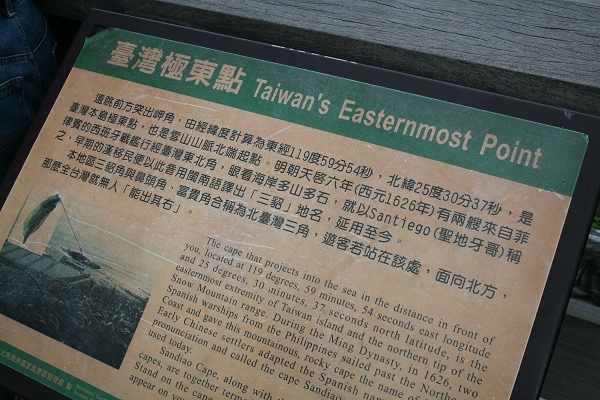 臺灣極東點 Taiwan's Easternmost Point
遠眺前方突出岬角，由經緯度計算為東經119度59分54秒，北緯25度30分37秒，是
臺灣本島極東點，也是雪山山脈北端起點。明朝天啓六年(西元1626年)有兩艘來自菲
律賓的西班牙戰艦行經臺灣東北角，眼看海岸多山多石，就以Santiego(聖地牙哥)稱
之，早期的漢移民便以此會用閩南語譯出「三貂」地名，延用至今。
本地區三貂角與鼻頭角、富貴角合稱為北臺灣三角，遊客若站在該處，面向北方，
那麼全台灣就無人「能出其右」。
The cape that projects into the sea in the distance in front of
you, located at 119 degrees, 59 minutes, 54 seconds east longitude
and 25 degrees, 30 minutes, 37 seconds north latitude, is the
easternmost extremity of Taiwan island and the northern tip of the
Snow Mountain range. During the Ming Dynasty, in 1626, two
Spanish warships from the Philippines sailed past the Northe
Coast and gave this mountainous, rocky cape the name of
Early Chinese settlers adapted the Spanish na
pronunciation and called the cape Sandiao
used today.
Sandiao Cape, along with
capes, are together term
Stand on the cape
appear on yo